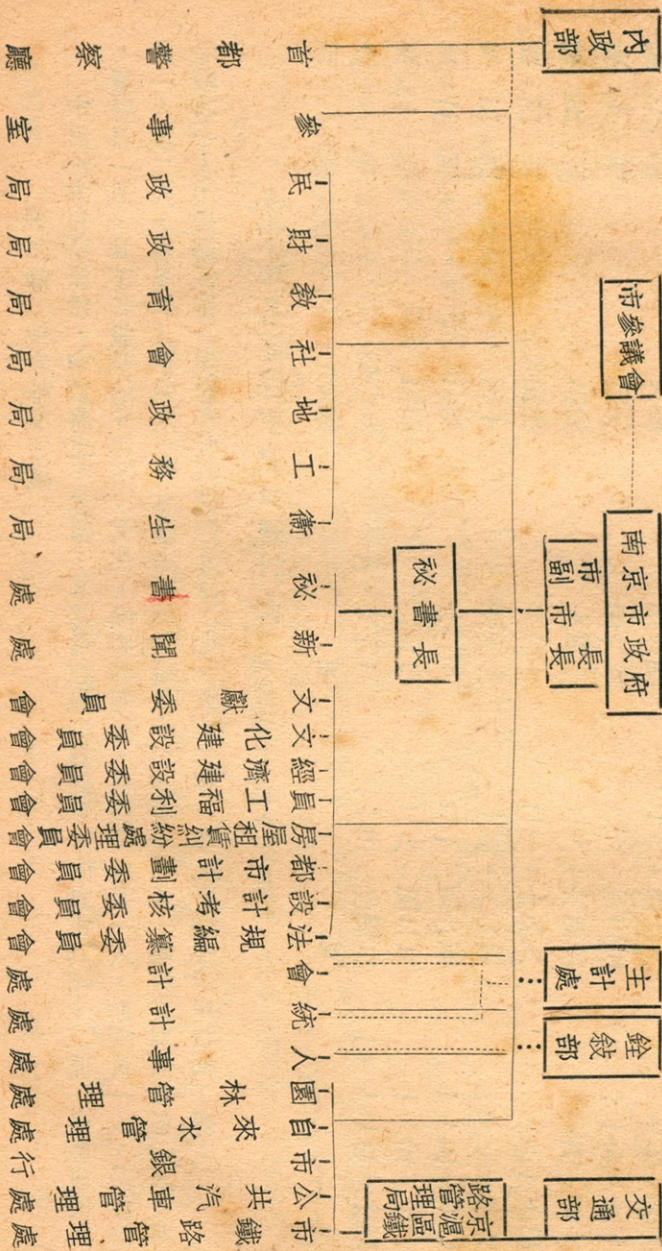 內政部
市參議會
南京市政府
市長
副市長
主計處
銓敍部
交通部
祕書長
京滬區鐵路管理局
首都警察廳
參事室
民政局
財政局
教育局
社會局
地政局
工務局
衞生局
祕書處
新聞處
文獻委員會
文化建設委員會
經濟建設委員會
員工福利委員會
房屋租賃糾紛處理委員會
都市計劃委員會
設計考核委員會
法規編纂委員會
會計處
統計處
人事處
園林管理處
自來水管理處
市銀行
公共汽車管理處
市鐵路管理處